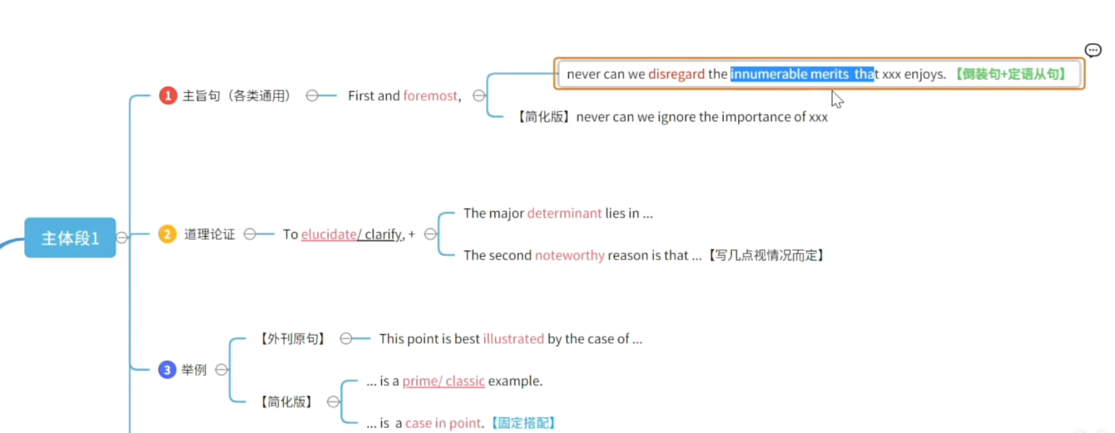 never can we disregard the innumerable merits that xxx enjoys. 【倒装句+定语从句】
1 主旨句（各类通用） First and foremost,
【简化版】never can we ignore the importance of xxx
主体段1
2 道理论证 To elucidate/ clarify, +
The major determinant lies in ...
The second noteworthy reason is that ...【写几点视情况而定】
3 举例
【外刊原句】 This point is best illustrated by the case of ...
【简化版】
... is a prime/ classic example.
... is a case in point.【固定搭配】